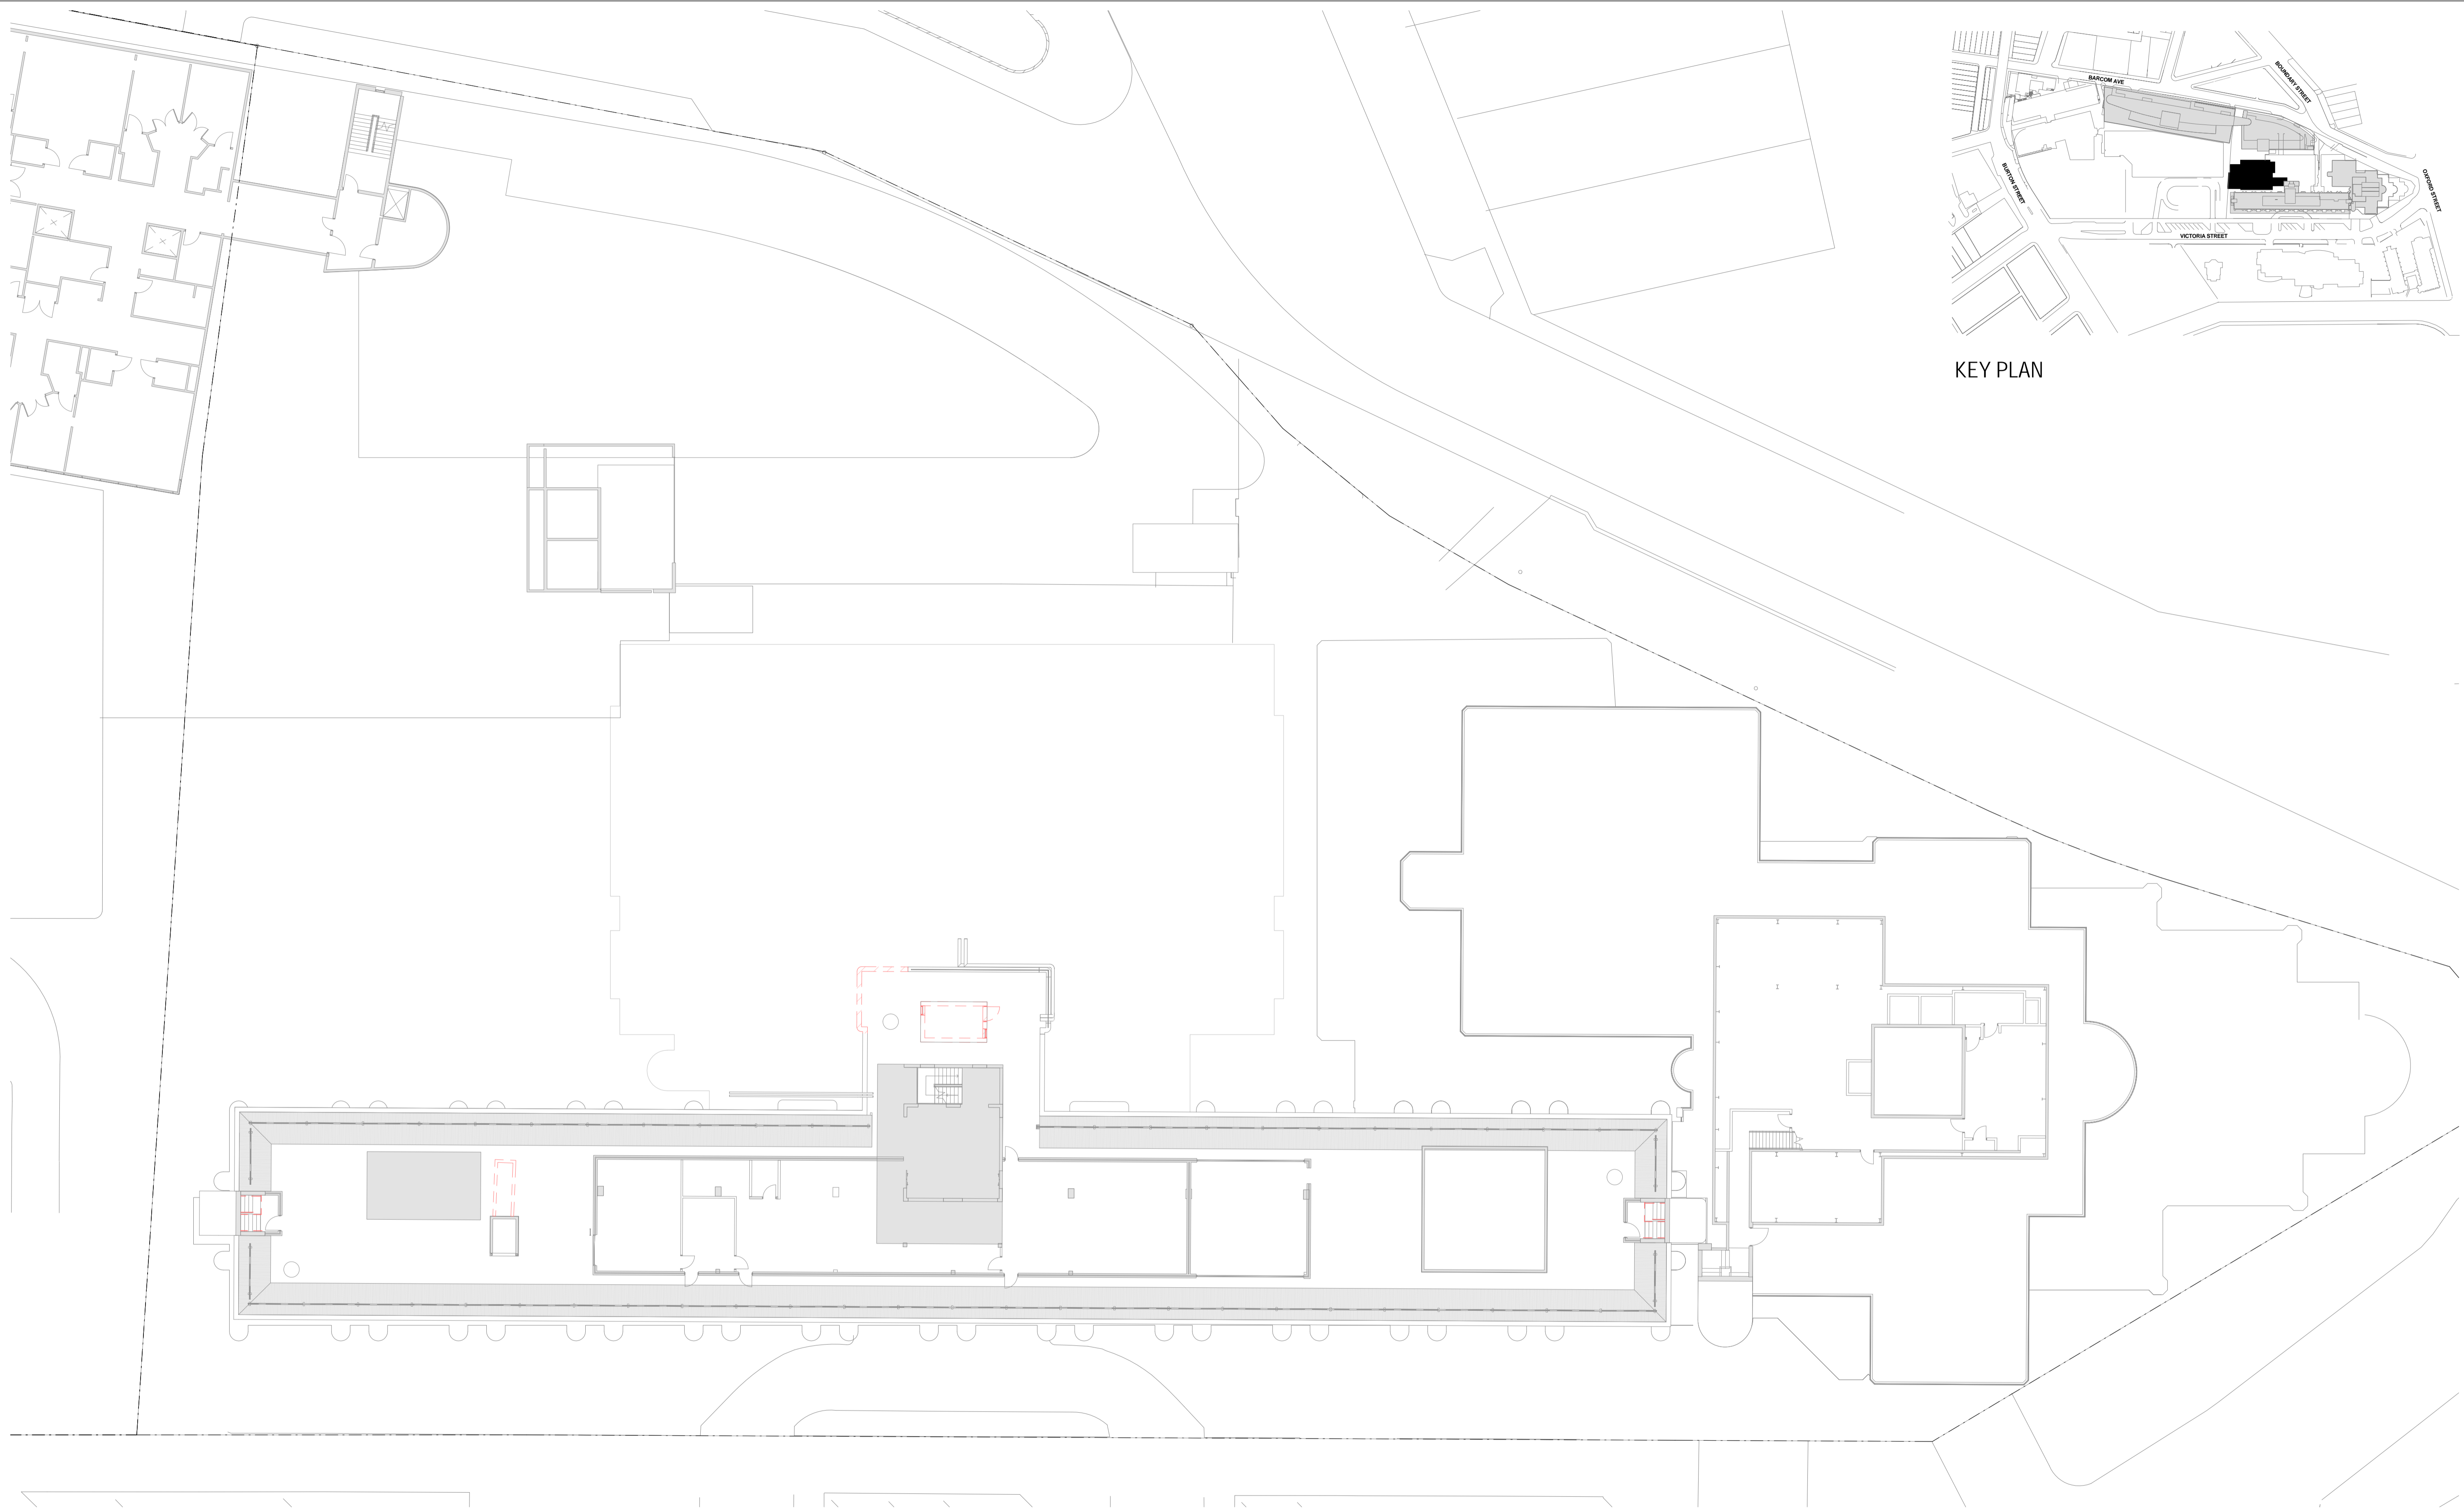 BARCOM AVE
BOUNDARY STREET
BURTON STREET
OXFORD STREET
VICTORIA STREET
KEY PLAN